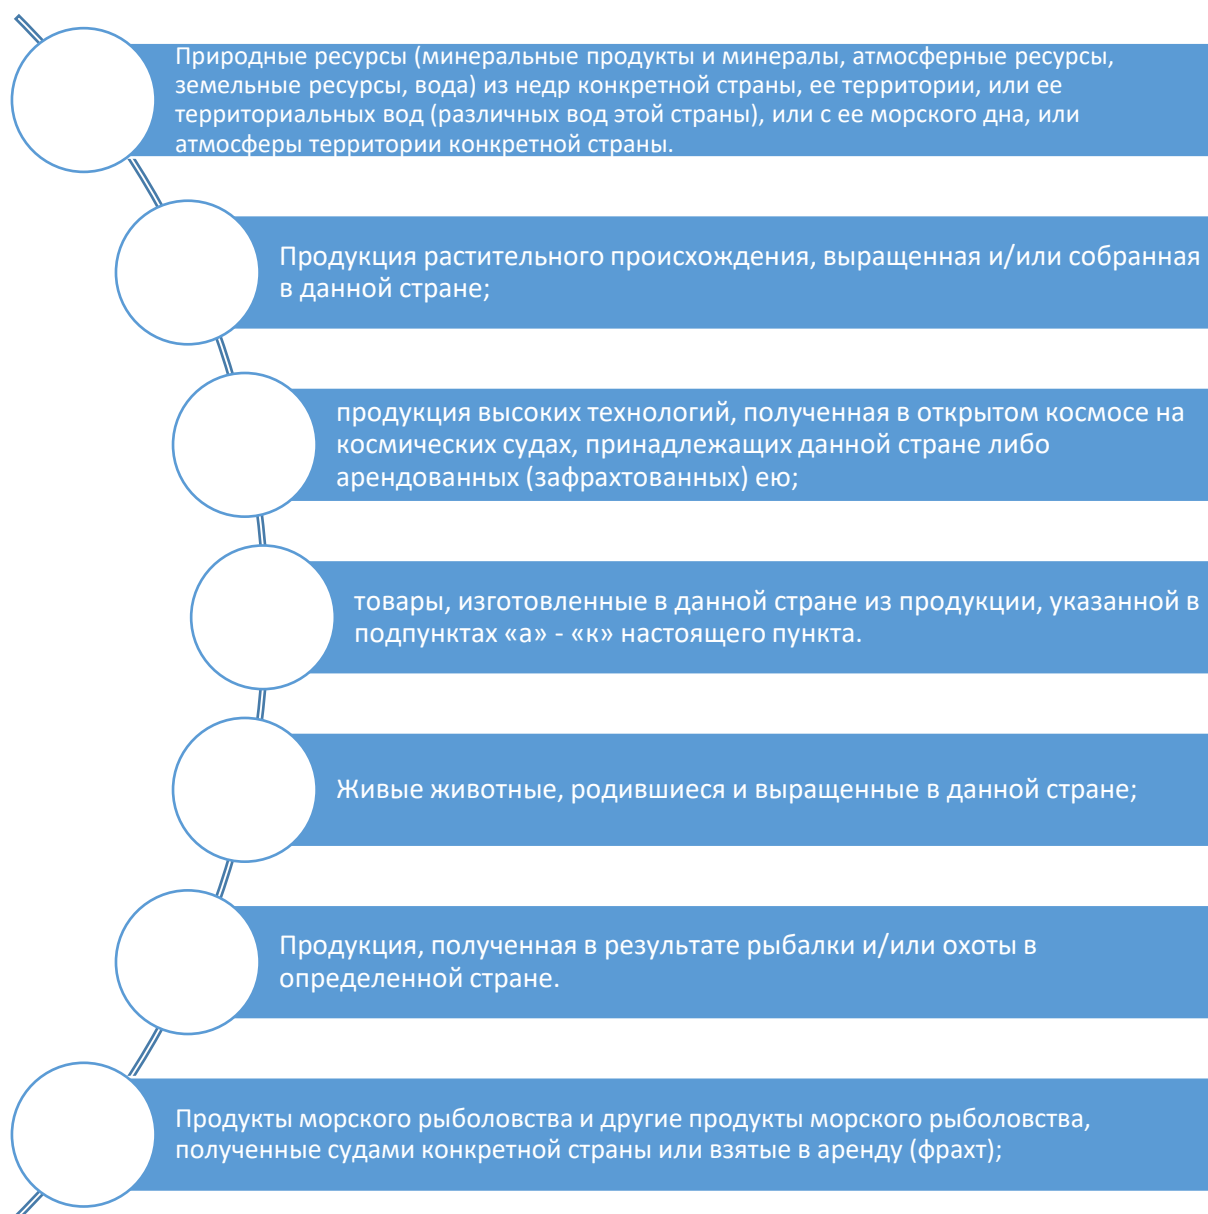 Природные ресурсы (минеральные продукты и минералы, атмосферные ресурсы,
земельные ресурсы, вода) из недр конкретной страны, ее территории, или ее
территориальных вод (различных вод этой страны), или с ее морского дна, или
атмосферы территории конкретной страны.
Продукция растительного происхождения, выращенная и/или собранная
в данной стране;
продукция высоких технологий, полученная в открытом космосе на
космических судах, принадлежащих данной стране либо
арендованных (зафрахтованных) ею;
товары, изготовленные в данной стране из продукции, указанной в
подпунктах «а» - «к» настоящего пункта.
Живые животные, родившиеся и выращенные в данной стране;
Продукция, полученная в результате рыбалки и/или охоты в
определенной стране.
Продукты морского рыболовства и другие продукты морского рыболовства,
полученные судами конкретной страны или взятые в аренду (фрахт);